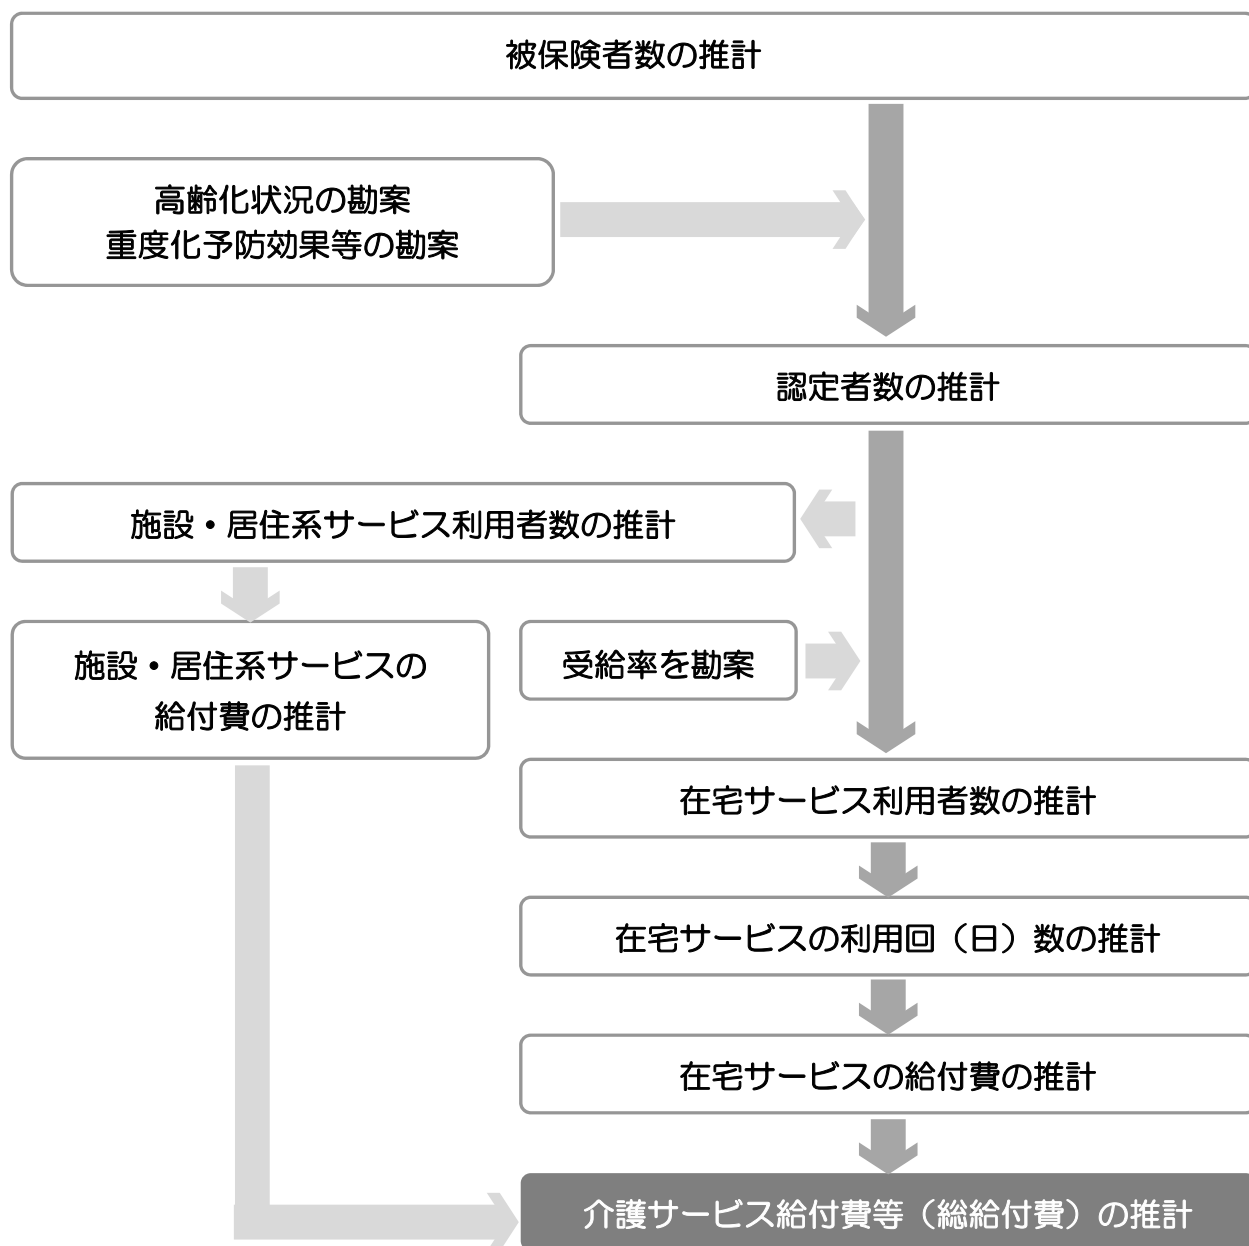 被保険者数の推計
高齢化状況の勘案
重度化予防効果等の勘案
認定者数の推計
施設・居住系サービス利用者数の推計
施設・居住系サービスの
給付費の推計
受給率を勘案
在宅サービス利用者数の推計
在宅サービスの利用回（日）数の推計
在宅サービスの給付費の推計
介護サービス給付費等（総給付費）の推計